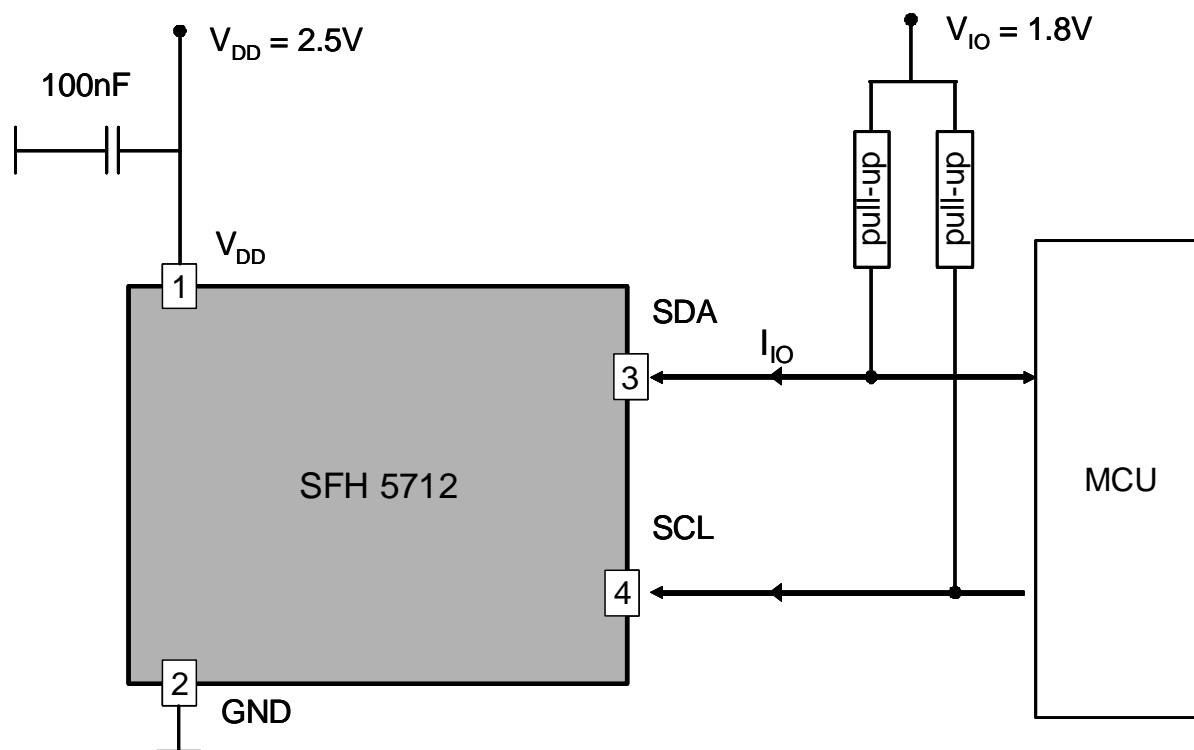 V_DD = 2.5V
V_IO = 1.8V
100nF
pull-up
pull-up
V_DD
1
SDA
I_IO
3
SFH 5712
MCU
SCL
4
2
GND